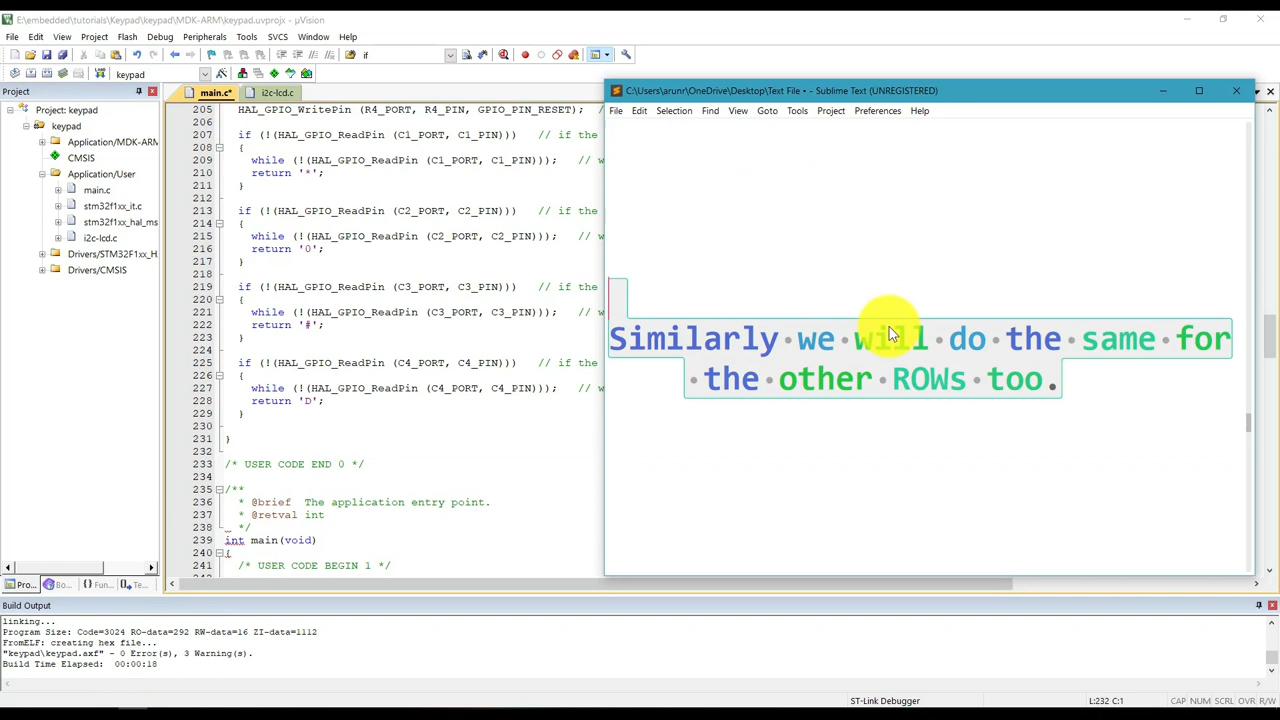 E:\embedded\tutorials\Keypad\keypad\MDK-ARM\keypad.uvprojx - µVision
File Edit View Project Flash Debug Peripherals Tools SVCS Window Help
if
keypad
Project
main.c* i2c-lcd.c
Project: keypad
keypad
Application/MDK-ARM
CMSIS
Application/User
main.c
stm32f1xx_it.c
stm32f1xx_hal_ms
i2c-lcd.c
Drivers/STM32F1xx_H
Drivers/CMSIS
205 HAL_GPIO_WritePin (R4_PORT, R4_PIN, GPIO_PIN_RESET); /
206
207 if (!(HAL_GPIO_ReadPin (C1_PORT, C1_PIN))) // if the
208 {
209 while (!(HAL_GPIO_ReadPin (C1_PORT, C1_PIN))); // w
210 return '*';
211 }
212
213 if (!(HAL_GPIO_ReadPin (C2_PORT, C2_PIN))) // if the
214 {
215 while (!(HAL_GPIO_ReadPin (C2_PORT, C2_PIN))); // w
216 return '0';
217 }
218
219 if (!(HAL_GPIO_ReadPin (C3_PORT, C3_PIN))) // if the
220 {
221 while (!(HAL_GPIO_ReadPin (C3_PORT, C3_PIN))); // w
222 return '#';
223 }
224
225 if (!(HAL_GPIO_ReadPin (C4_PORT, C4_PIN))) // if the
226 {
227 while (!(HAL_GPIO_ReadPin (C4_PORT, C4_PIN))); // w
228 return 'D';
229 }
230
231 }
232
233 /* USER CODE END 0 */
234
235 /**
236 * @brief The application entry point.
237 * @retval int
238 */
239 int main(void)
240 {
241 /* USER CODE BEGIN 1 */
C:\Users\arunr\OneDrive\Desktop\Text File • - Sublime Text (UNREGISTERED)
File Edit Selection Find View Goto Tools Project Preferences Help
Similarly we will do the same for
the other ROWs too.
Pro... Bo... {} Fun... Te...
Build Output
linking...
Program Size: Code=3024 RO-data=292 RW-data=16 ZI-data=1112
FromELF: creating hex file...
"keypad\keypad.axf" - 0 Error(s), 3 Warning(s).
Build Time Elapsed: 00:00:18
ST-Link Debugger L:232 C:1 CAP NUM SCRL OVR R/W